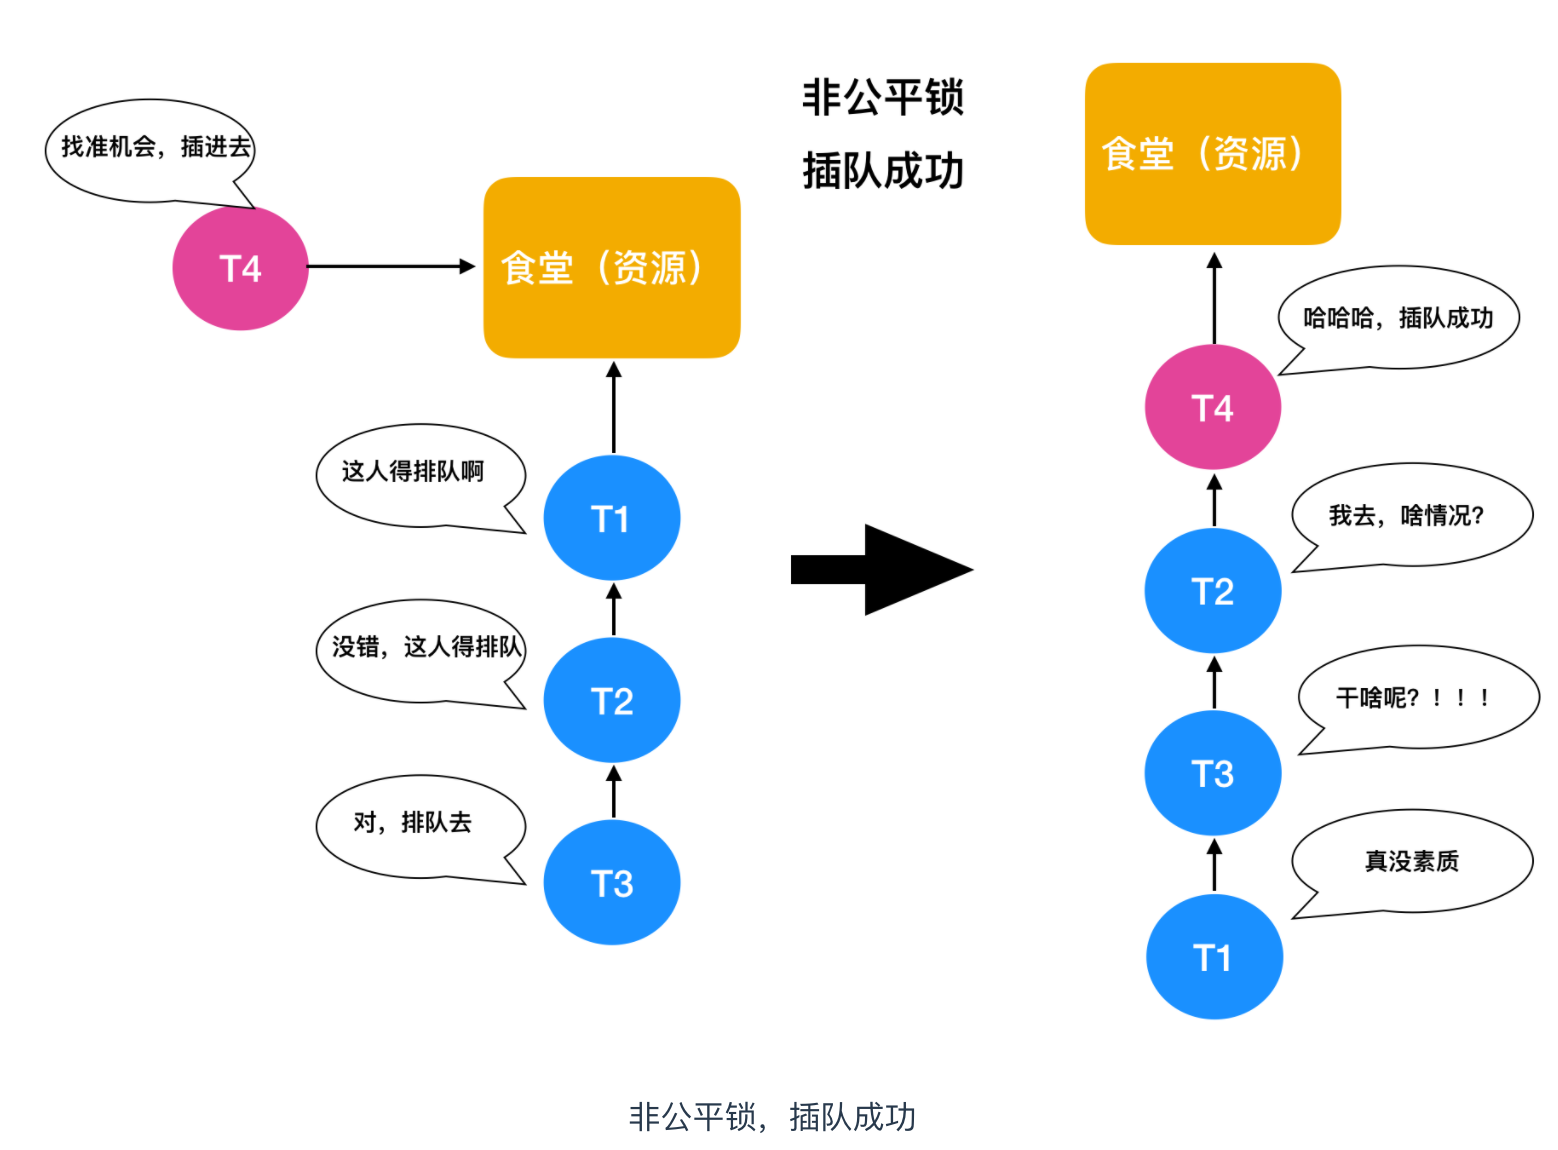 非公平锁
插队成功
找准机会，插进去
T4
食堂（资源）
这人得排队啊
T1
没错，这人得排队
T2
对，排队去
T3
食堂（资源）
哈哈哈，插队成功
T4
我去，啥情况？
T2
干啥呢？！！！
T3
真没素质
T1
非公平锁，插队成功